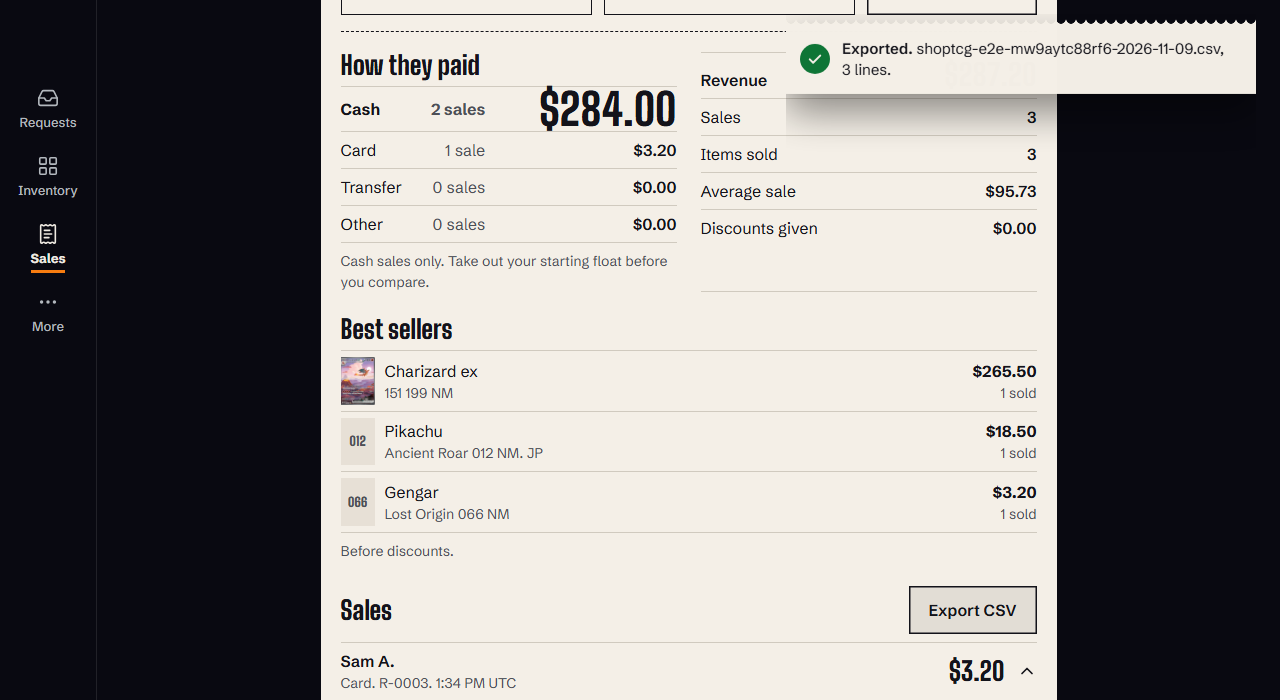 Exported. shoptcg-e2e-mw9aytc88rf6-2026-11-09.csv,
3 lines.
Requests
Inventory
Sales
More
How they paid
Cash 2 sales $284.00
Card 1 sale $3.20
Transfer 0 sales $0.00
Other 0 sales $0.00
Cash sales only. Take out your starting float before
you compare.
Revenue
Sales 3
Items sold 3
Average sale $95.73
Discounts given $0.00
Best sellers
Charizard ex $265.50
151 199 NM 1 sold
012
Pikachu $18.50
Ancient Roar 012 NM. JP 1 sold
066
Gengar $3.20
Lost Origin 066 NM 1 sold
Before discounts.
Sales Export CSV
Sam A. $3.20
Card. R-0003. 1:34 PM UTC